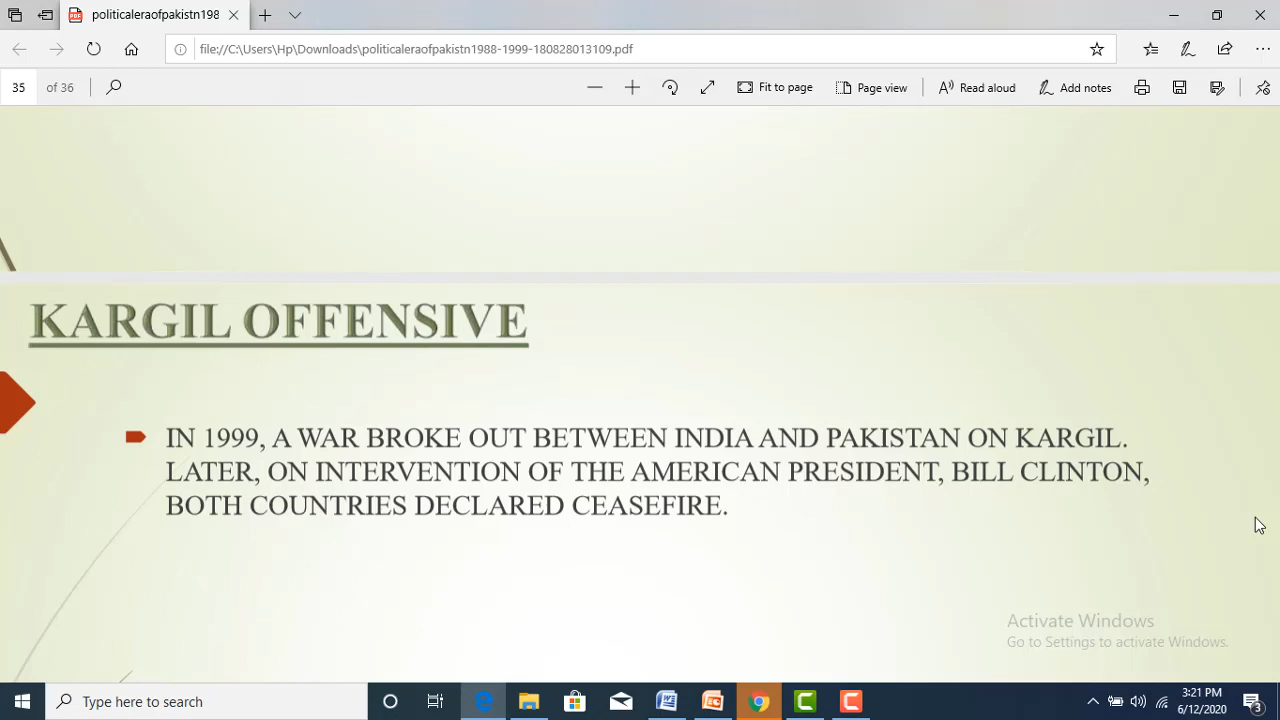 politicaleraofpakistn198
file://C:\Users\Hp\Downloads\politicaleraofpakistn1988-1999-180828013109.pdf
35 of 36
Fit to page
Page view
Read aloud
Add notes
KARGIL OFFENSIVE
IN 1999, A WAR BROKE OUT BETWEEN INDIA AND PAKISTAN ON KARGIL.
LATER, ON INTERVENTION OF THE AMERICAN PRESIDENT, BILL CLINTON,
BOTH COUNTRIES DECLARED CEASEFIRE.
Activate Windows
Go to Settings to activate Windows.
Type here to search
3:21 PM
6/12/2020
3